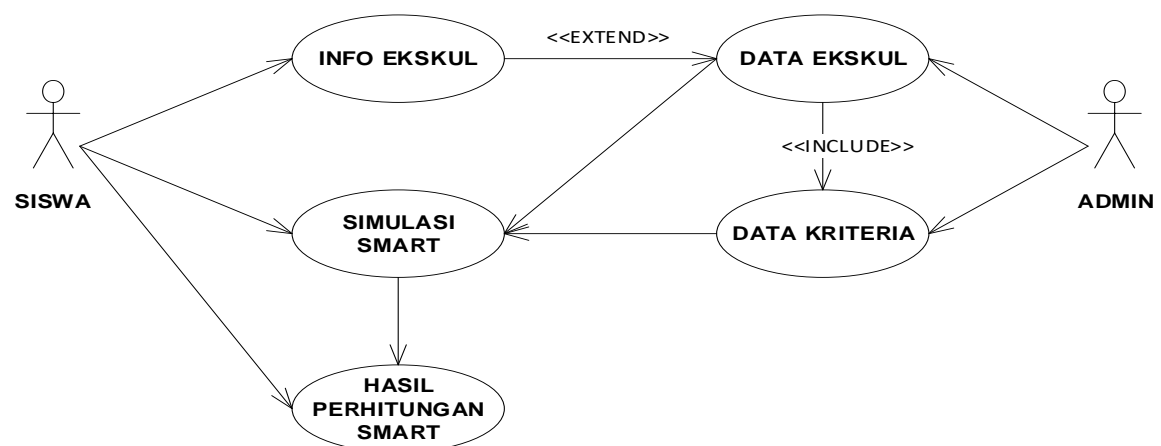 <<EXTEND>>
INFO EKSKUL
DATA EKSKUL
<<INCLUDE>>
SISWA
ADMIN
SIMULASI
SMART
DATA KRITERIA
HASIL
PERHITUNGAN
SMART